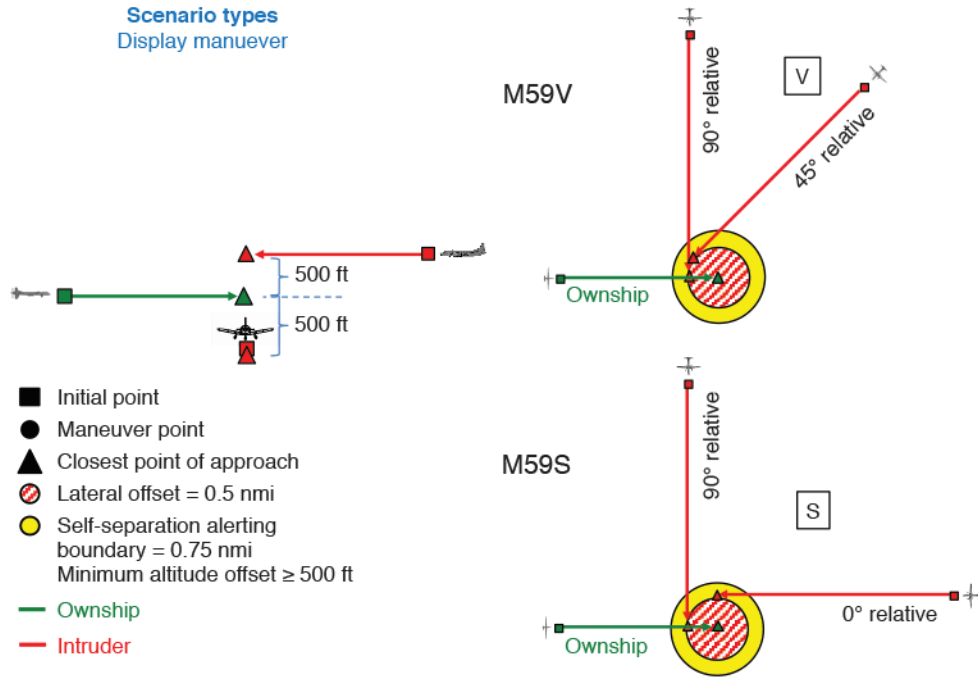 Scenario types
Display manuever
500 ft
500 ft
Initial point
Maneuver point
Closest point of approach
Lateral offset = 0.5 nmi
Self-separation alerting
boundary = 0.75 nmi
Minimum altitude offset ≥ 500 ft
Ownship
Intruder
M59V
90° relative
V
45° relative
Ownship
M59S
90° relative
S
0° relative
Ownship